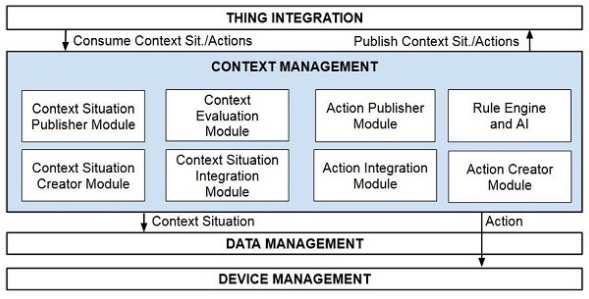 THING INTEGRATION
Consume Context Sit./Actions
Publish Context Sit./Actions
CONTEXT MANAGEMENT
Context Situation
Publisher Module
Context
Evaluation
Module
Action Publisher
Module
Rule Engine
and AI
Context Situation
Creator Module
Context Situation
Integration
Module
Action Integration
Module
Action Creator
Module
Context Situation
Action
DATA MANAGEMENT
DEVICE MANAGEMENT